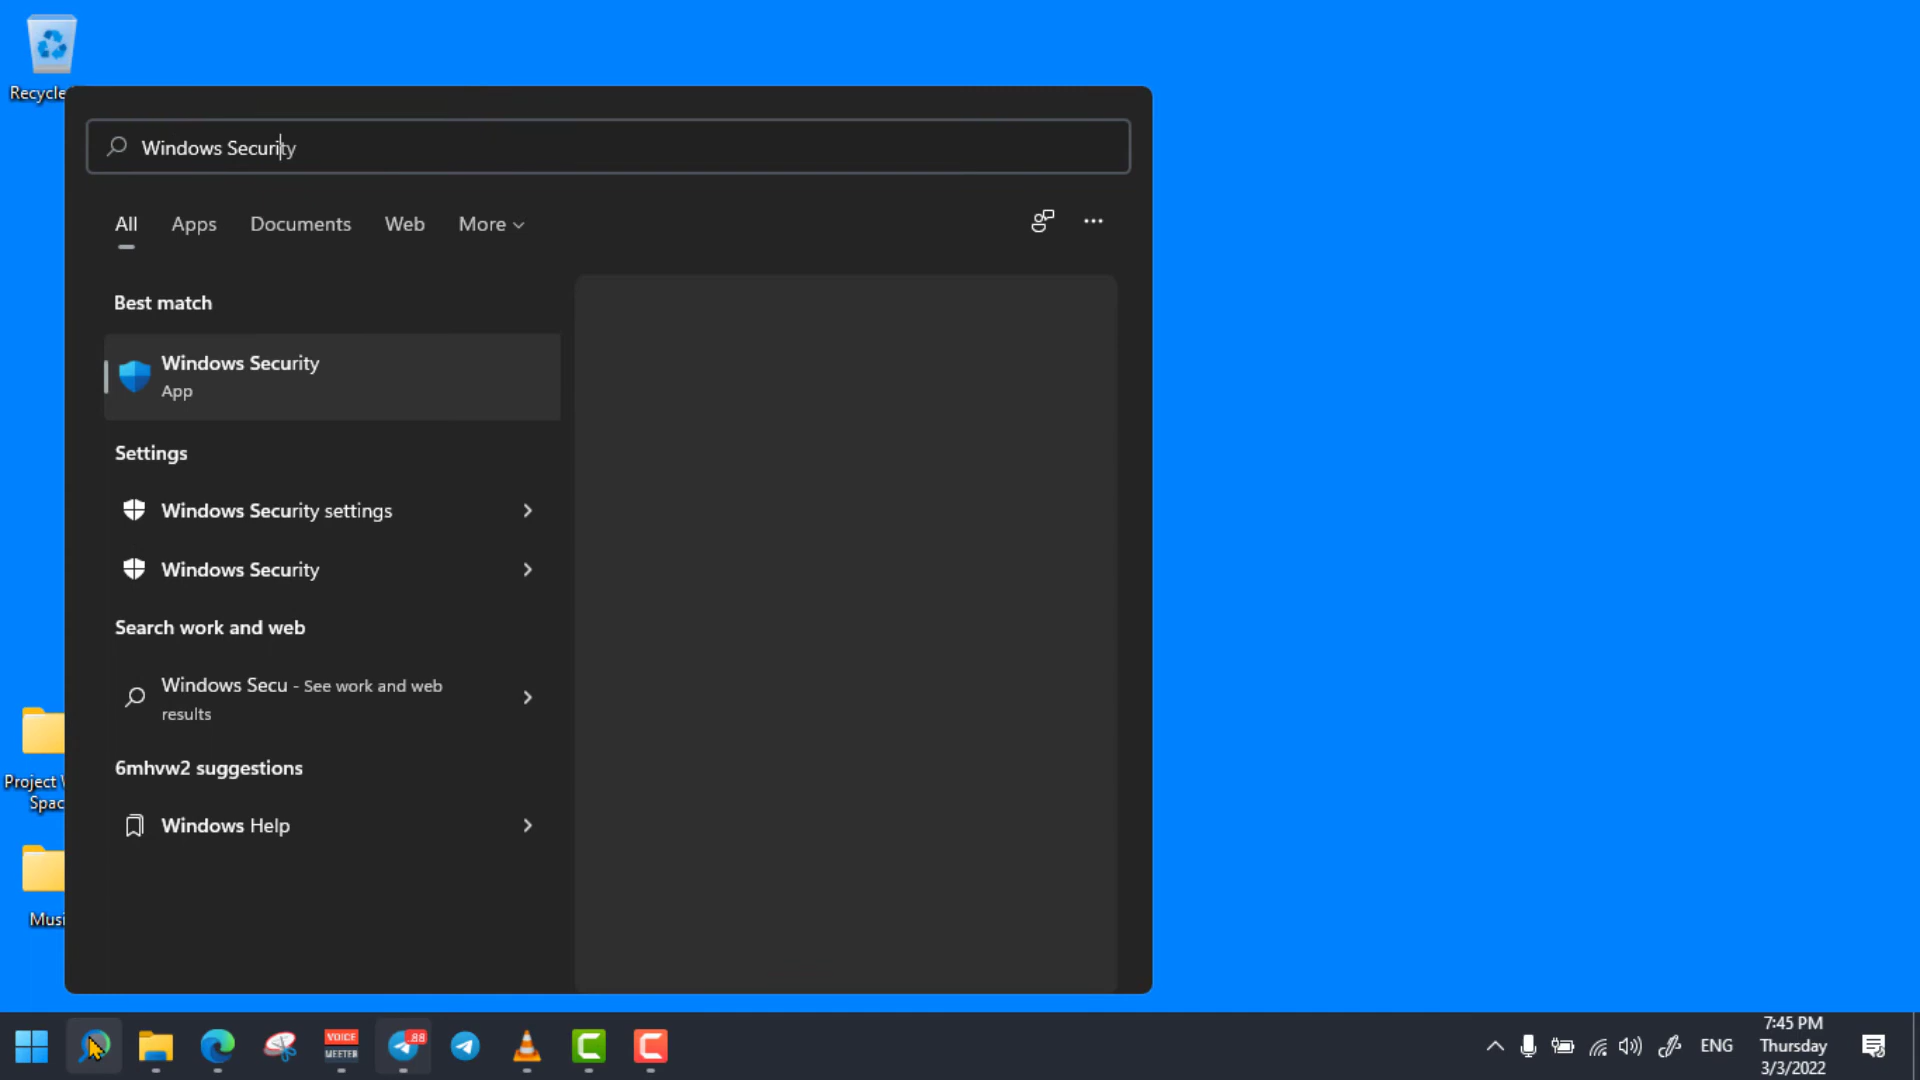 Recycle
Windows Security
All Apps Documents Web More
Best match
Windows Security
App
Settings
Windows Security settings
Windows Security
Search work and web
Windows Secu - See work and web
results
6mhvw2 suggestions
Windows Help
Project
Spac
Musi
VOICE
MEETER
.88
ENG
7:45 PM
Thursday
3/3/2022